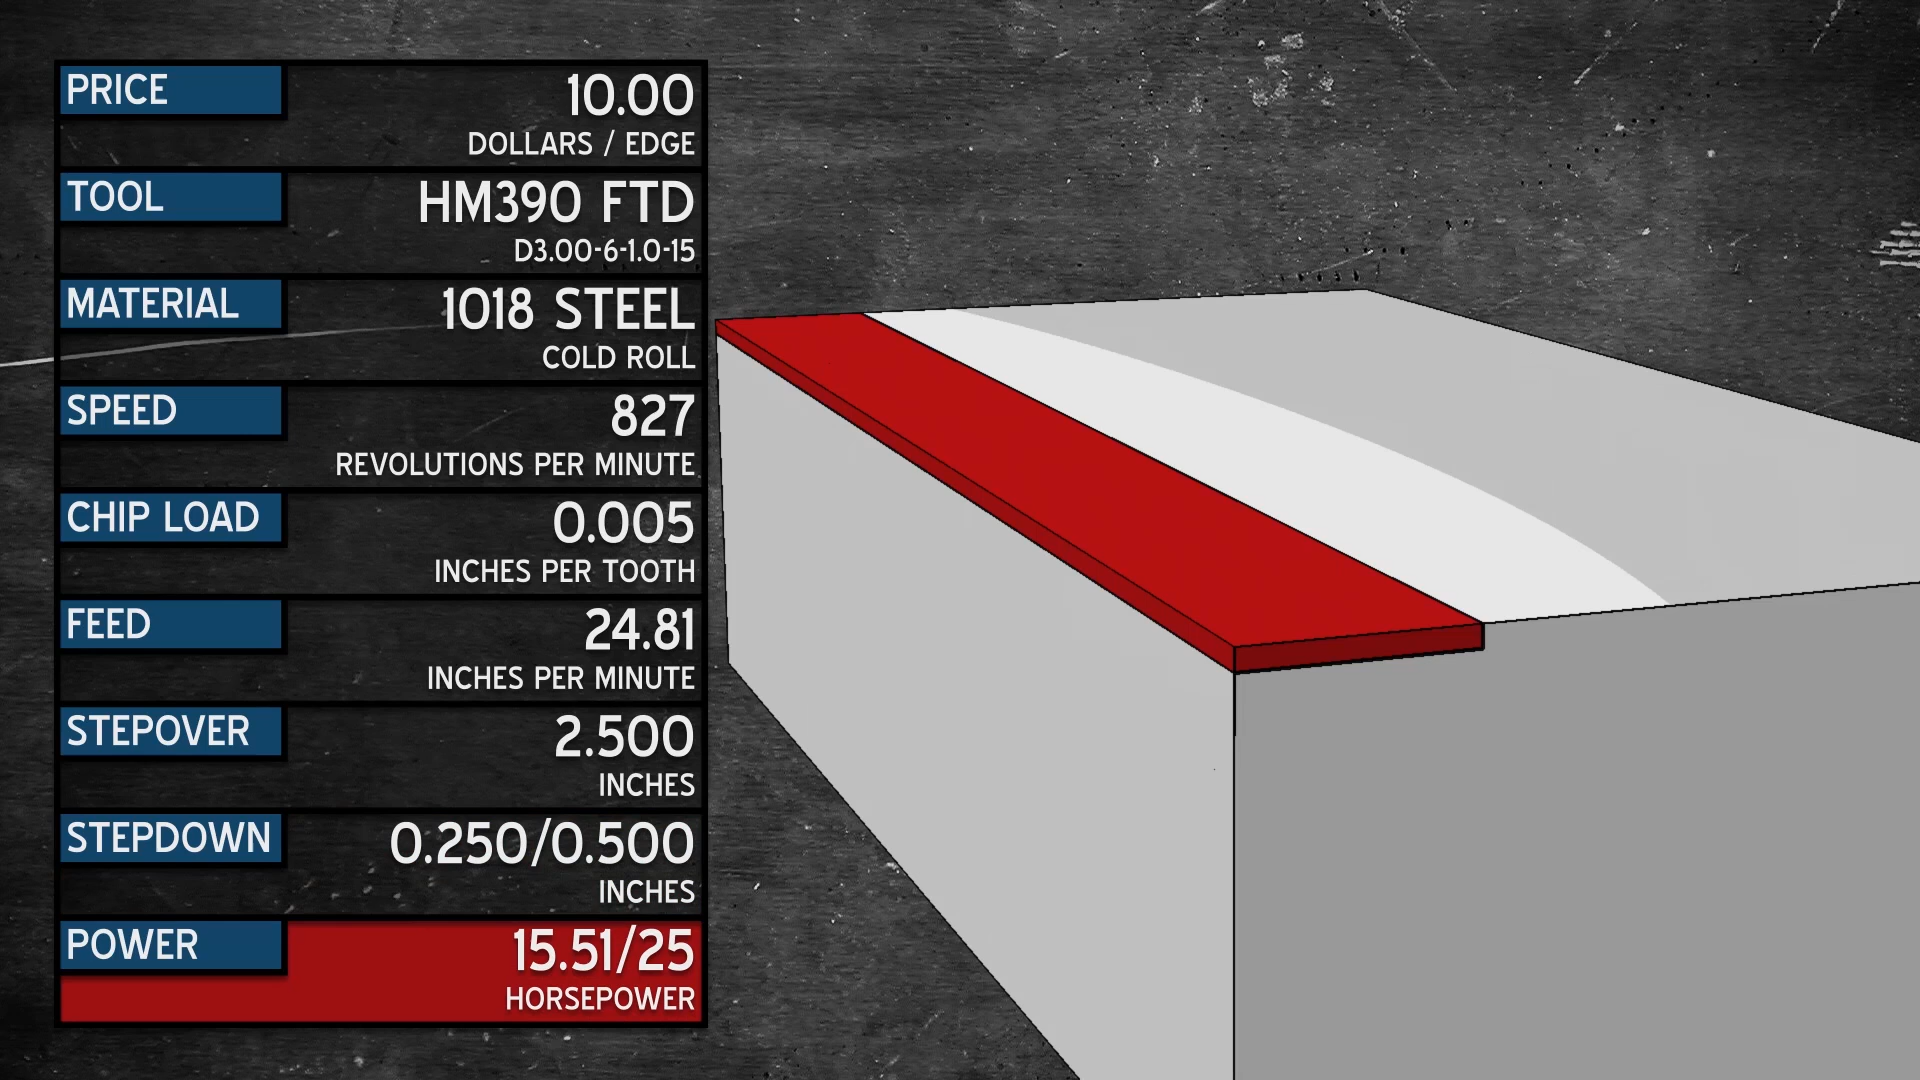 PRICE
10.00
DOLLARS / EDGE
TOOL
HM390 FTD
D3.00-6-1.0-15
MATERIAL
1018 STEEL
COLD ROLL
SPEED
827
REVOLUTIONS PER MINUTE
CHIP LOAD
0.005
INCHES PER TOOTH
FEED
24.81
INCHES PER MINUTE
STEPOVER
2.500
INCHES
STEPDOWN
0.250/0.500
INCHES
POWER
15.51/25
HORSEPOWER